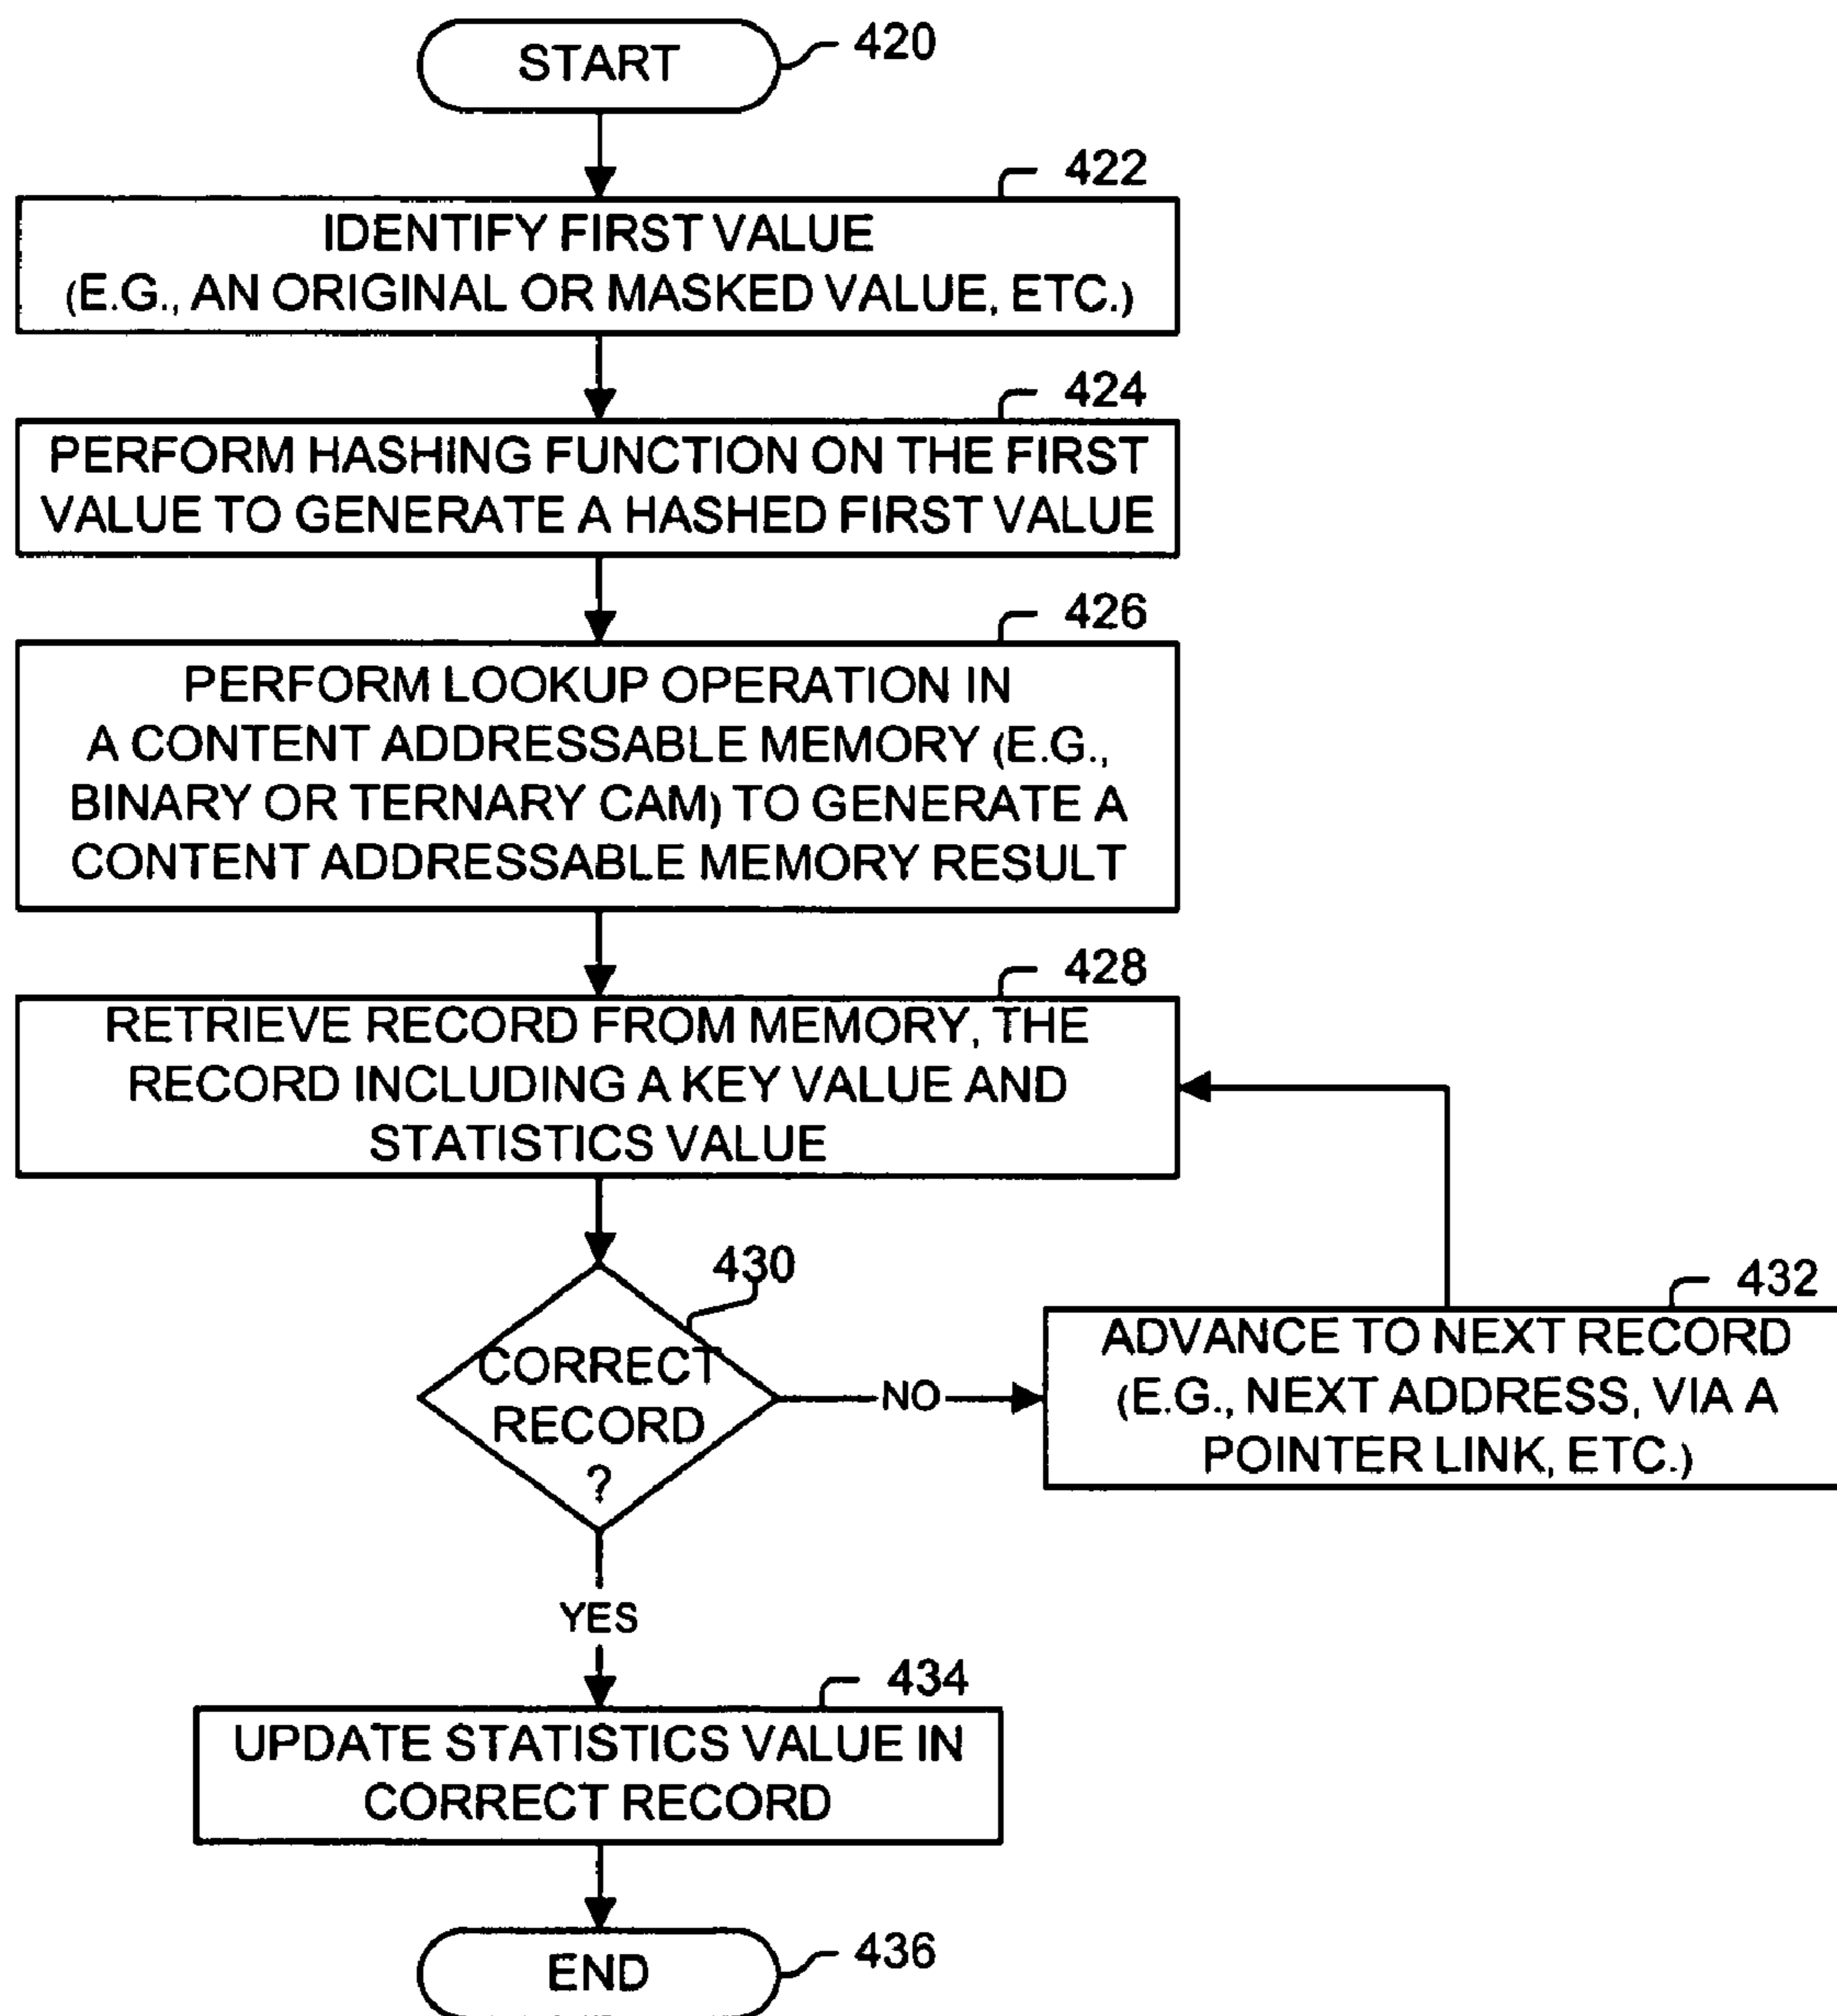 START
420
422
IDENTIFY FIRST VALUE
(E.G., AN ORIGINAL OR MASKED VALUE, ETC.)
424
PERFORM HASHING FUNCTION ON THE FIRST
VALUE TO GENERATE A HASHED FIRST VALUE
426
PERFORM LOOKUP OPERATION IN
A CONTENT ADDRESSABLE MEMORY (E.G.,
BINARY OR TERNARY CAM) TO GENERATE A
CONTENT ADDRESSABLE MEMORY RESULT
428
RETRIEVE RECORD FROM MEMORY, THE
RECORD INCLUDING A KEY VALUE AND
STATISTICS VALUE
430
CORRECT
RECORD
?
NO
432
ADVANCE TO NEXT RECORD
(E.G., NEXT ADDRESS, VIA A
POINTER LINK, ETC.)
YES
434
UPDATE STATISTICS VALUE IN
CORRECT RECORD
END
436